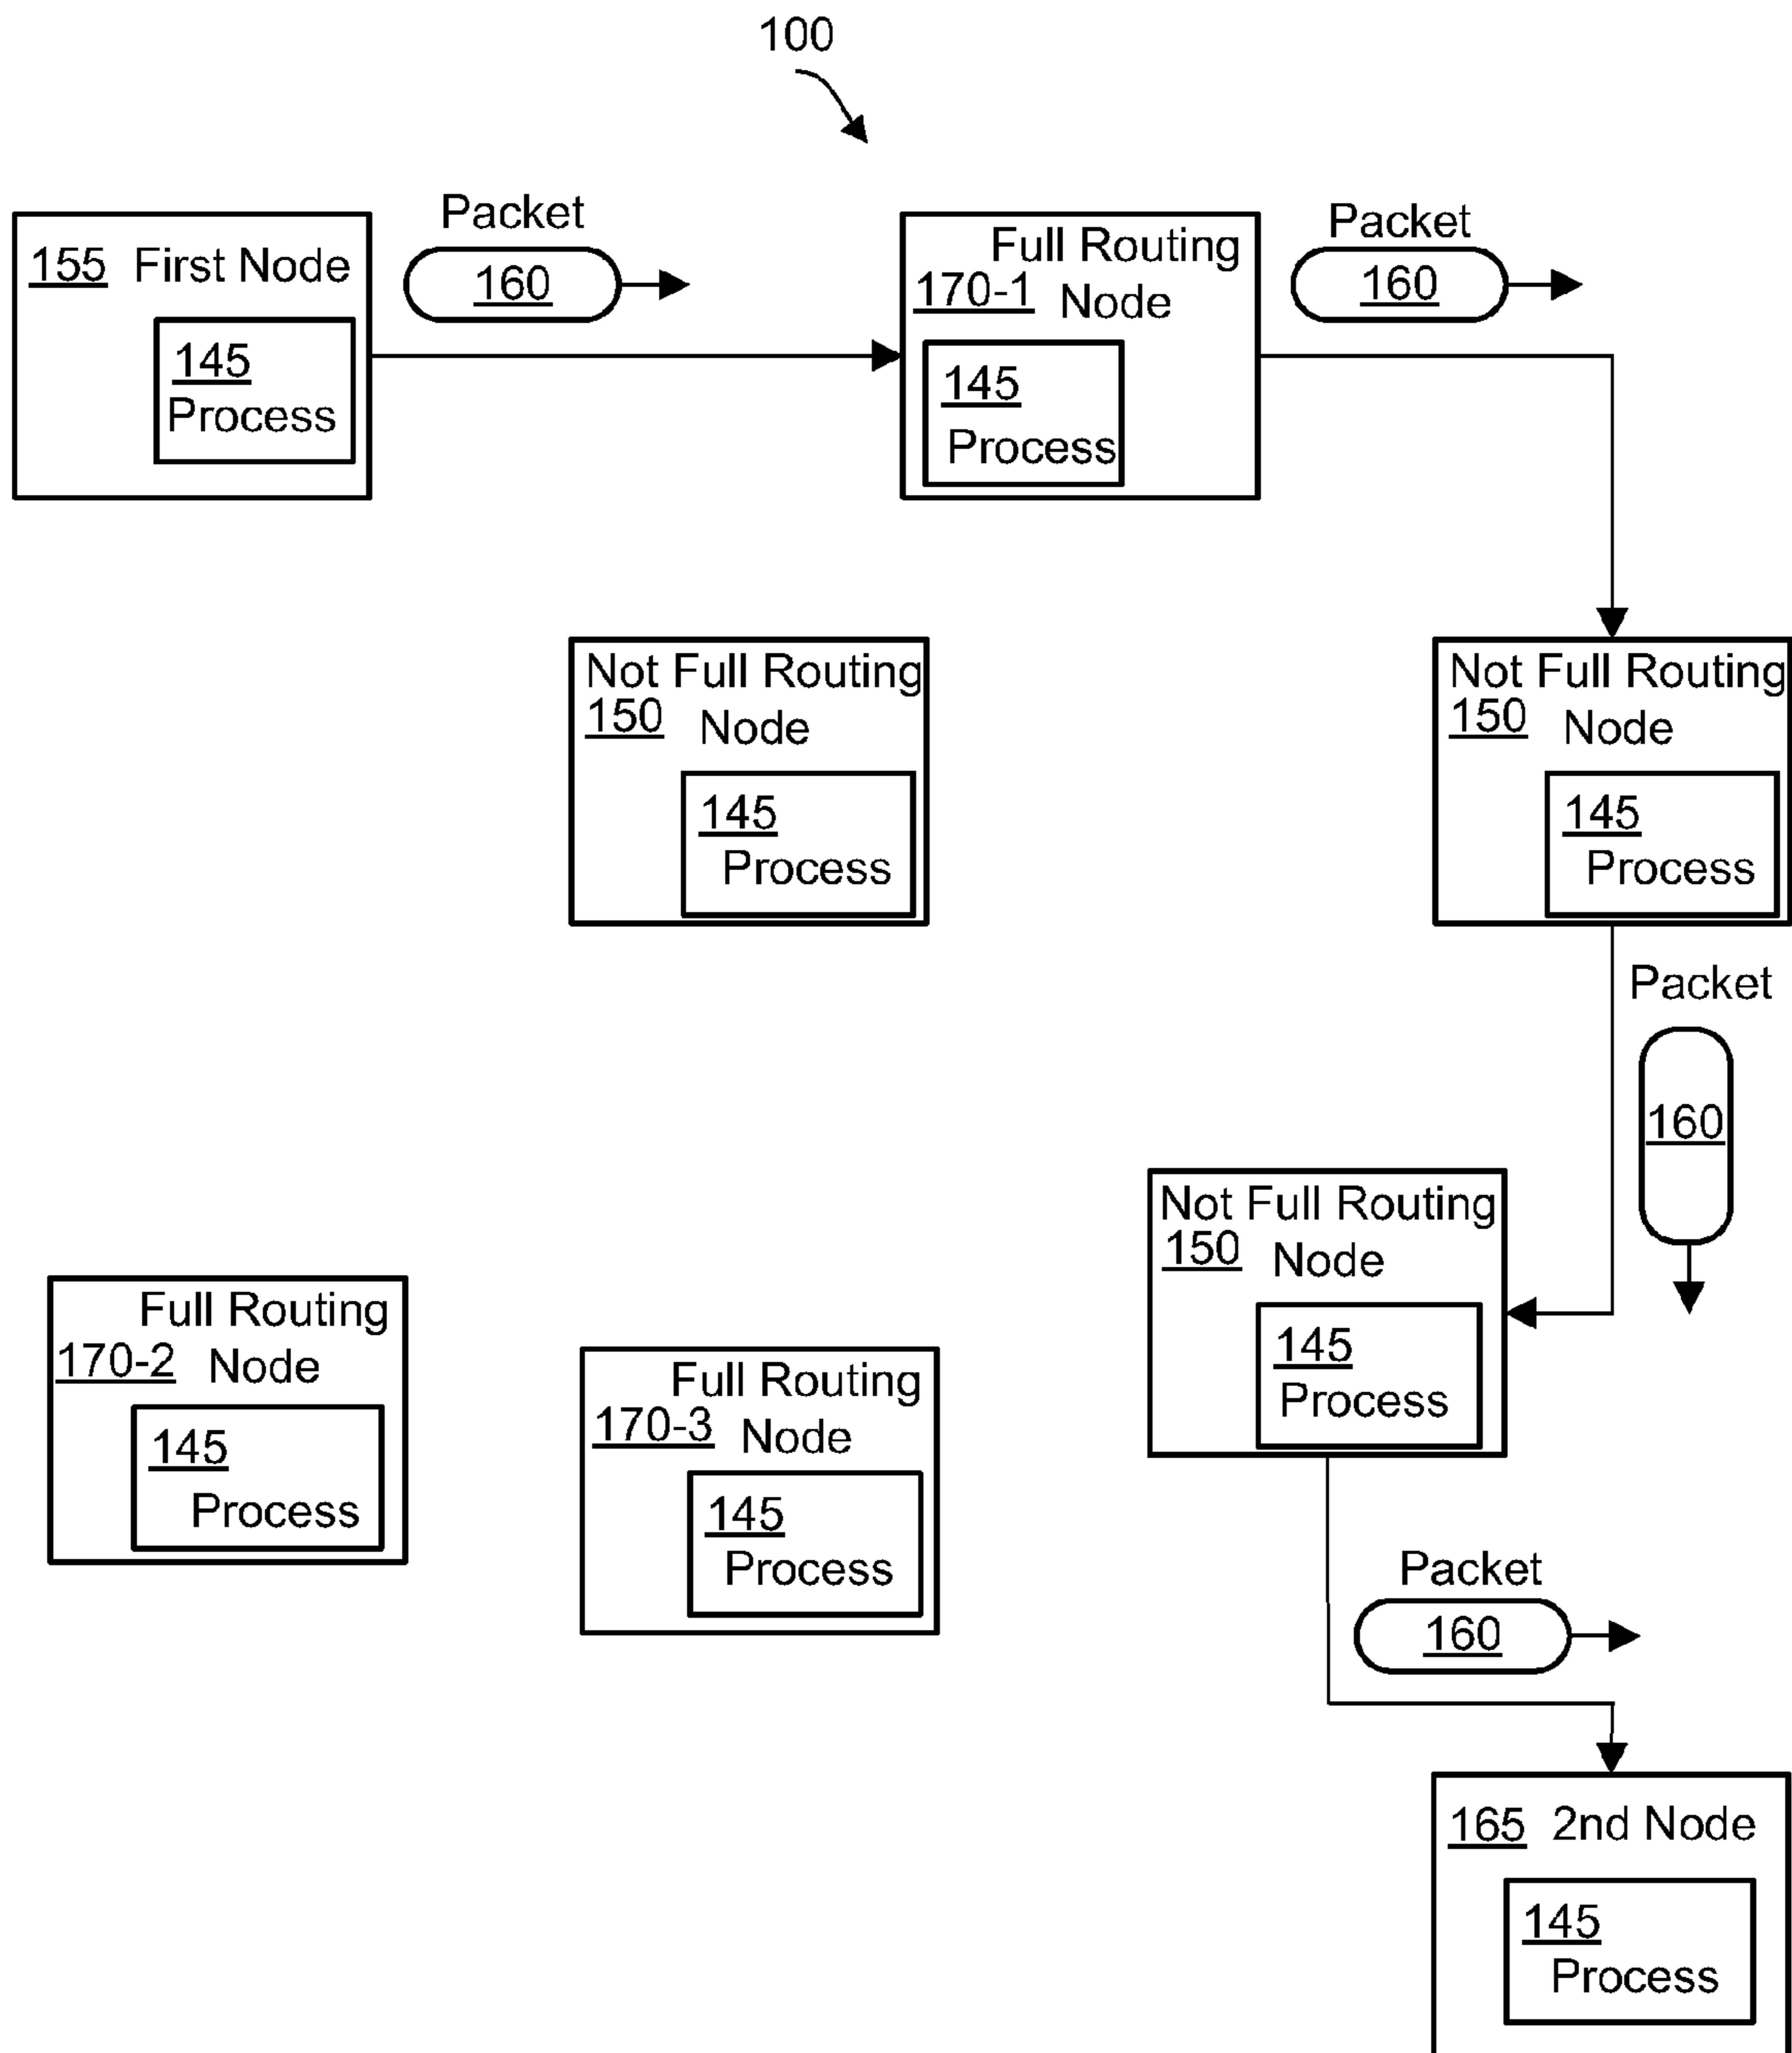 100
Packet
160
Packet
160
155 First Node
145
Process
Full Routing
170-1 Node
145
Process
Not Full Routing
150 Node
145
Process
Not Full Routing
150 Node
145
Process
Packet
160
Not Full Routing
150 Node
145
Process
Full Routing
170-2 Node
145
Process
Full Routing
170-3 Node
145
Process
Packet
160
165 2nd Node
145
Process